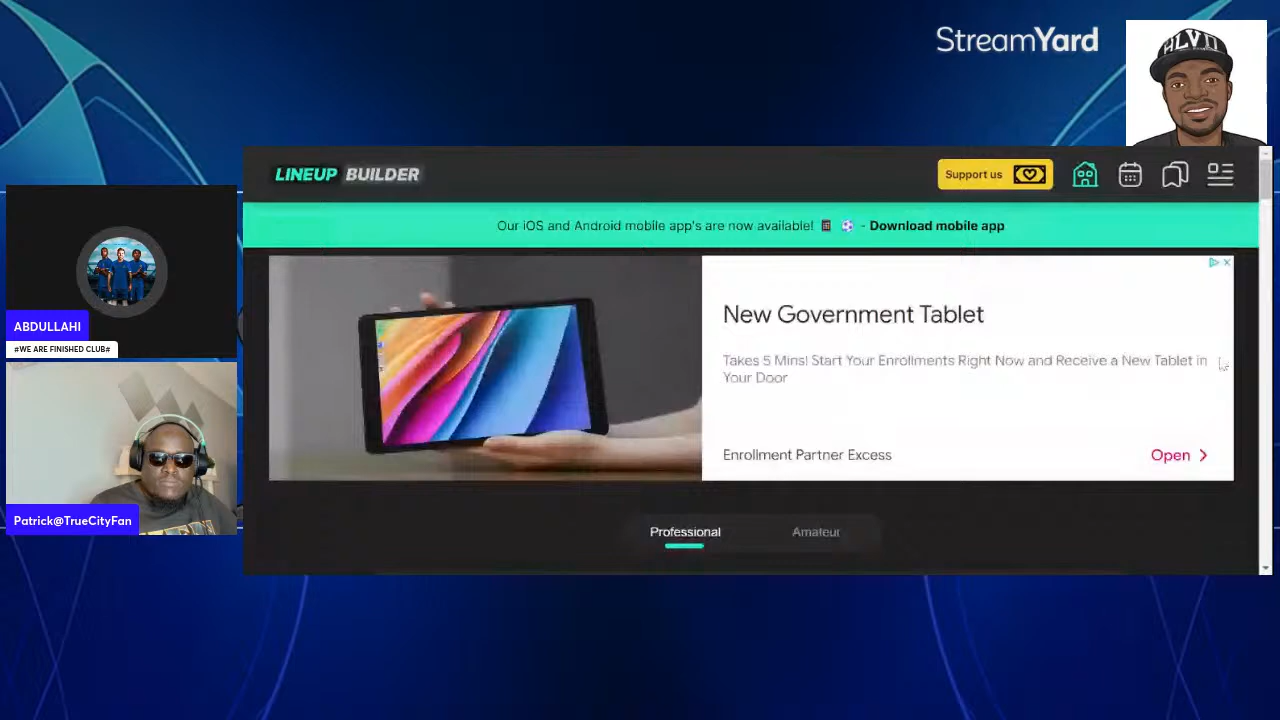 StreamYard
HLVD
LINEUP BUILDER
Support us
Our iOS and Android mobile app's are now available! - Download mobile app
New Government Tablet
Takes 5 Mins! Start Your Enrollments Right Now and Receive a New Tablet in
Your Door
Enrollment Partner Excess
Open
Professional
Amateur
ABDULLAHI
#WE ARE FINISHED CLUB#
Patrick@TrueCityFan